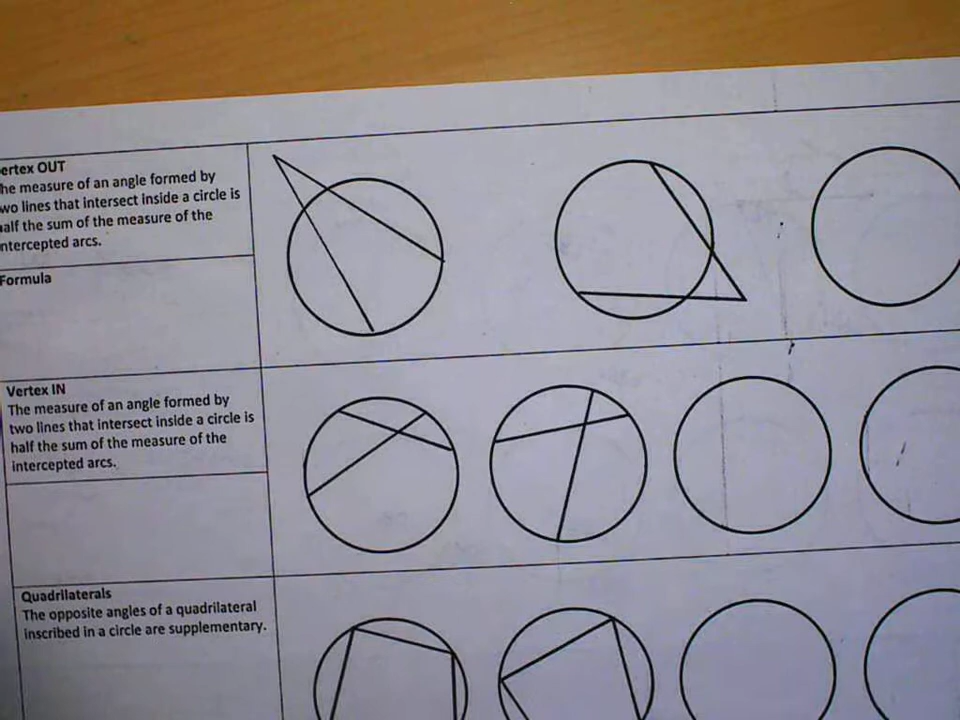 ertex OUT
he measure of an angle formed by
wo lines that intersect inside a circle is
alf the sum of the measure of the
ntercepted arcs.
Formula
Vertex IN
The measure of an angle formed by
two lines that intersect inside a circle is
half the sum of the measure of the
intercepted arcs.
Quadrilaterals
The opposite angles of a quadrilateral
inscribed in a circle are supplementary.